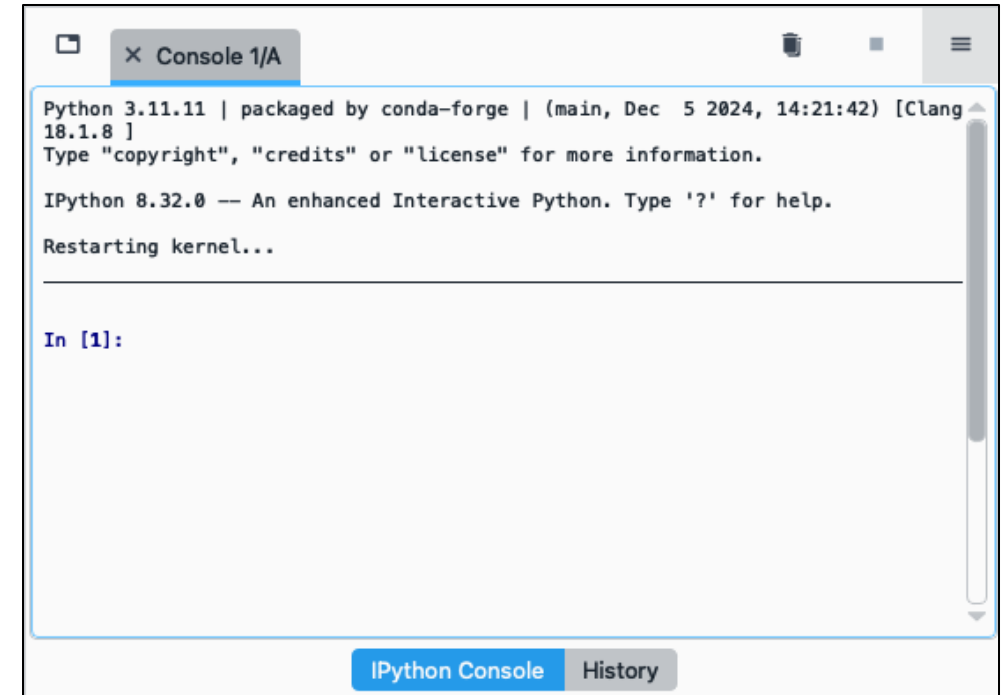 Console 1/A
Python 3.11.11 | packaged by conda-forge | (main, Dec  5 2024, 14:21:42) [Clang
18.1.8 ]
Type "copyright", "credits" or "license" for more information.
IPython 8.32.0 -- An enhanced Interactive Python. Type '?' for help.
Restarting kernel...
In [1]:
IPython Console History